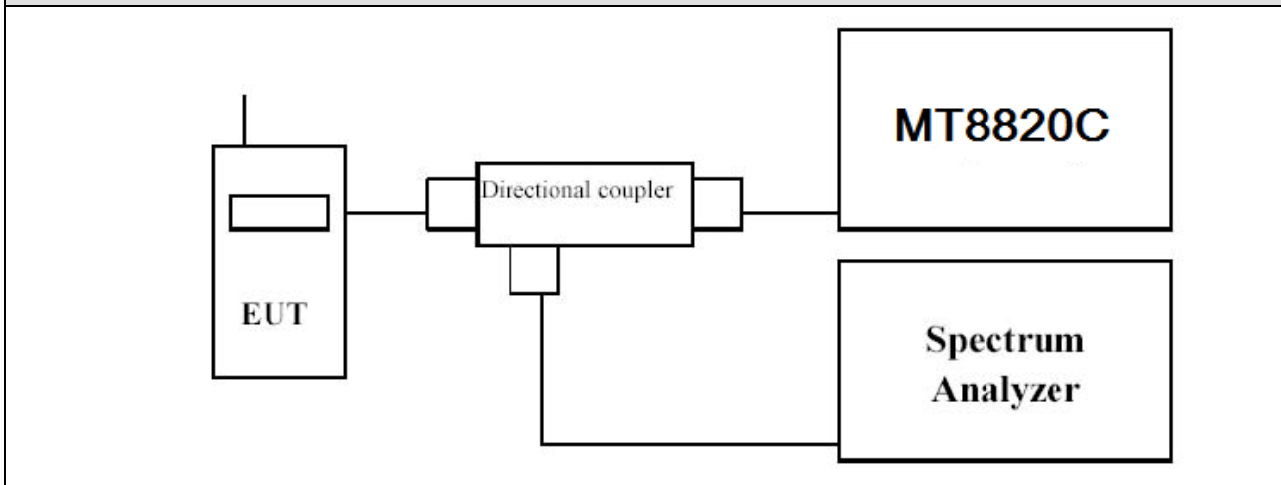 MT8820C
Directional coupler
EUT
Spectrum
Analyzer